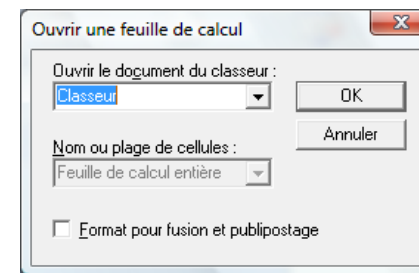 Ouvrir une feuille de calcul
Ouvrir le document du classeur :
Classeur
OK
Annuler
Nom ou plage de cellules :
Feuille de calcul entière
Format pour fusion et publipostage